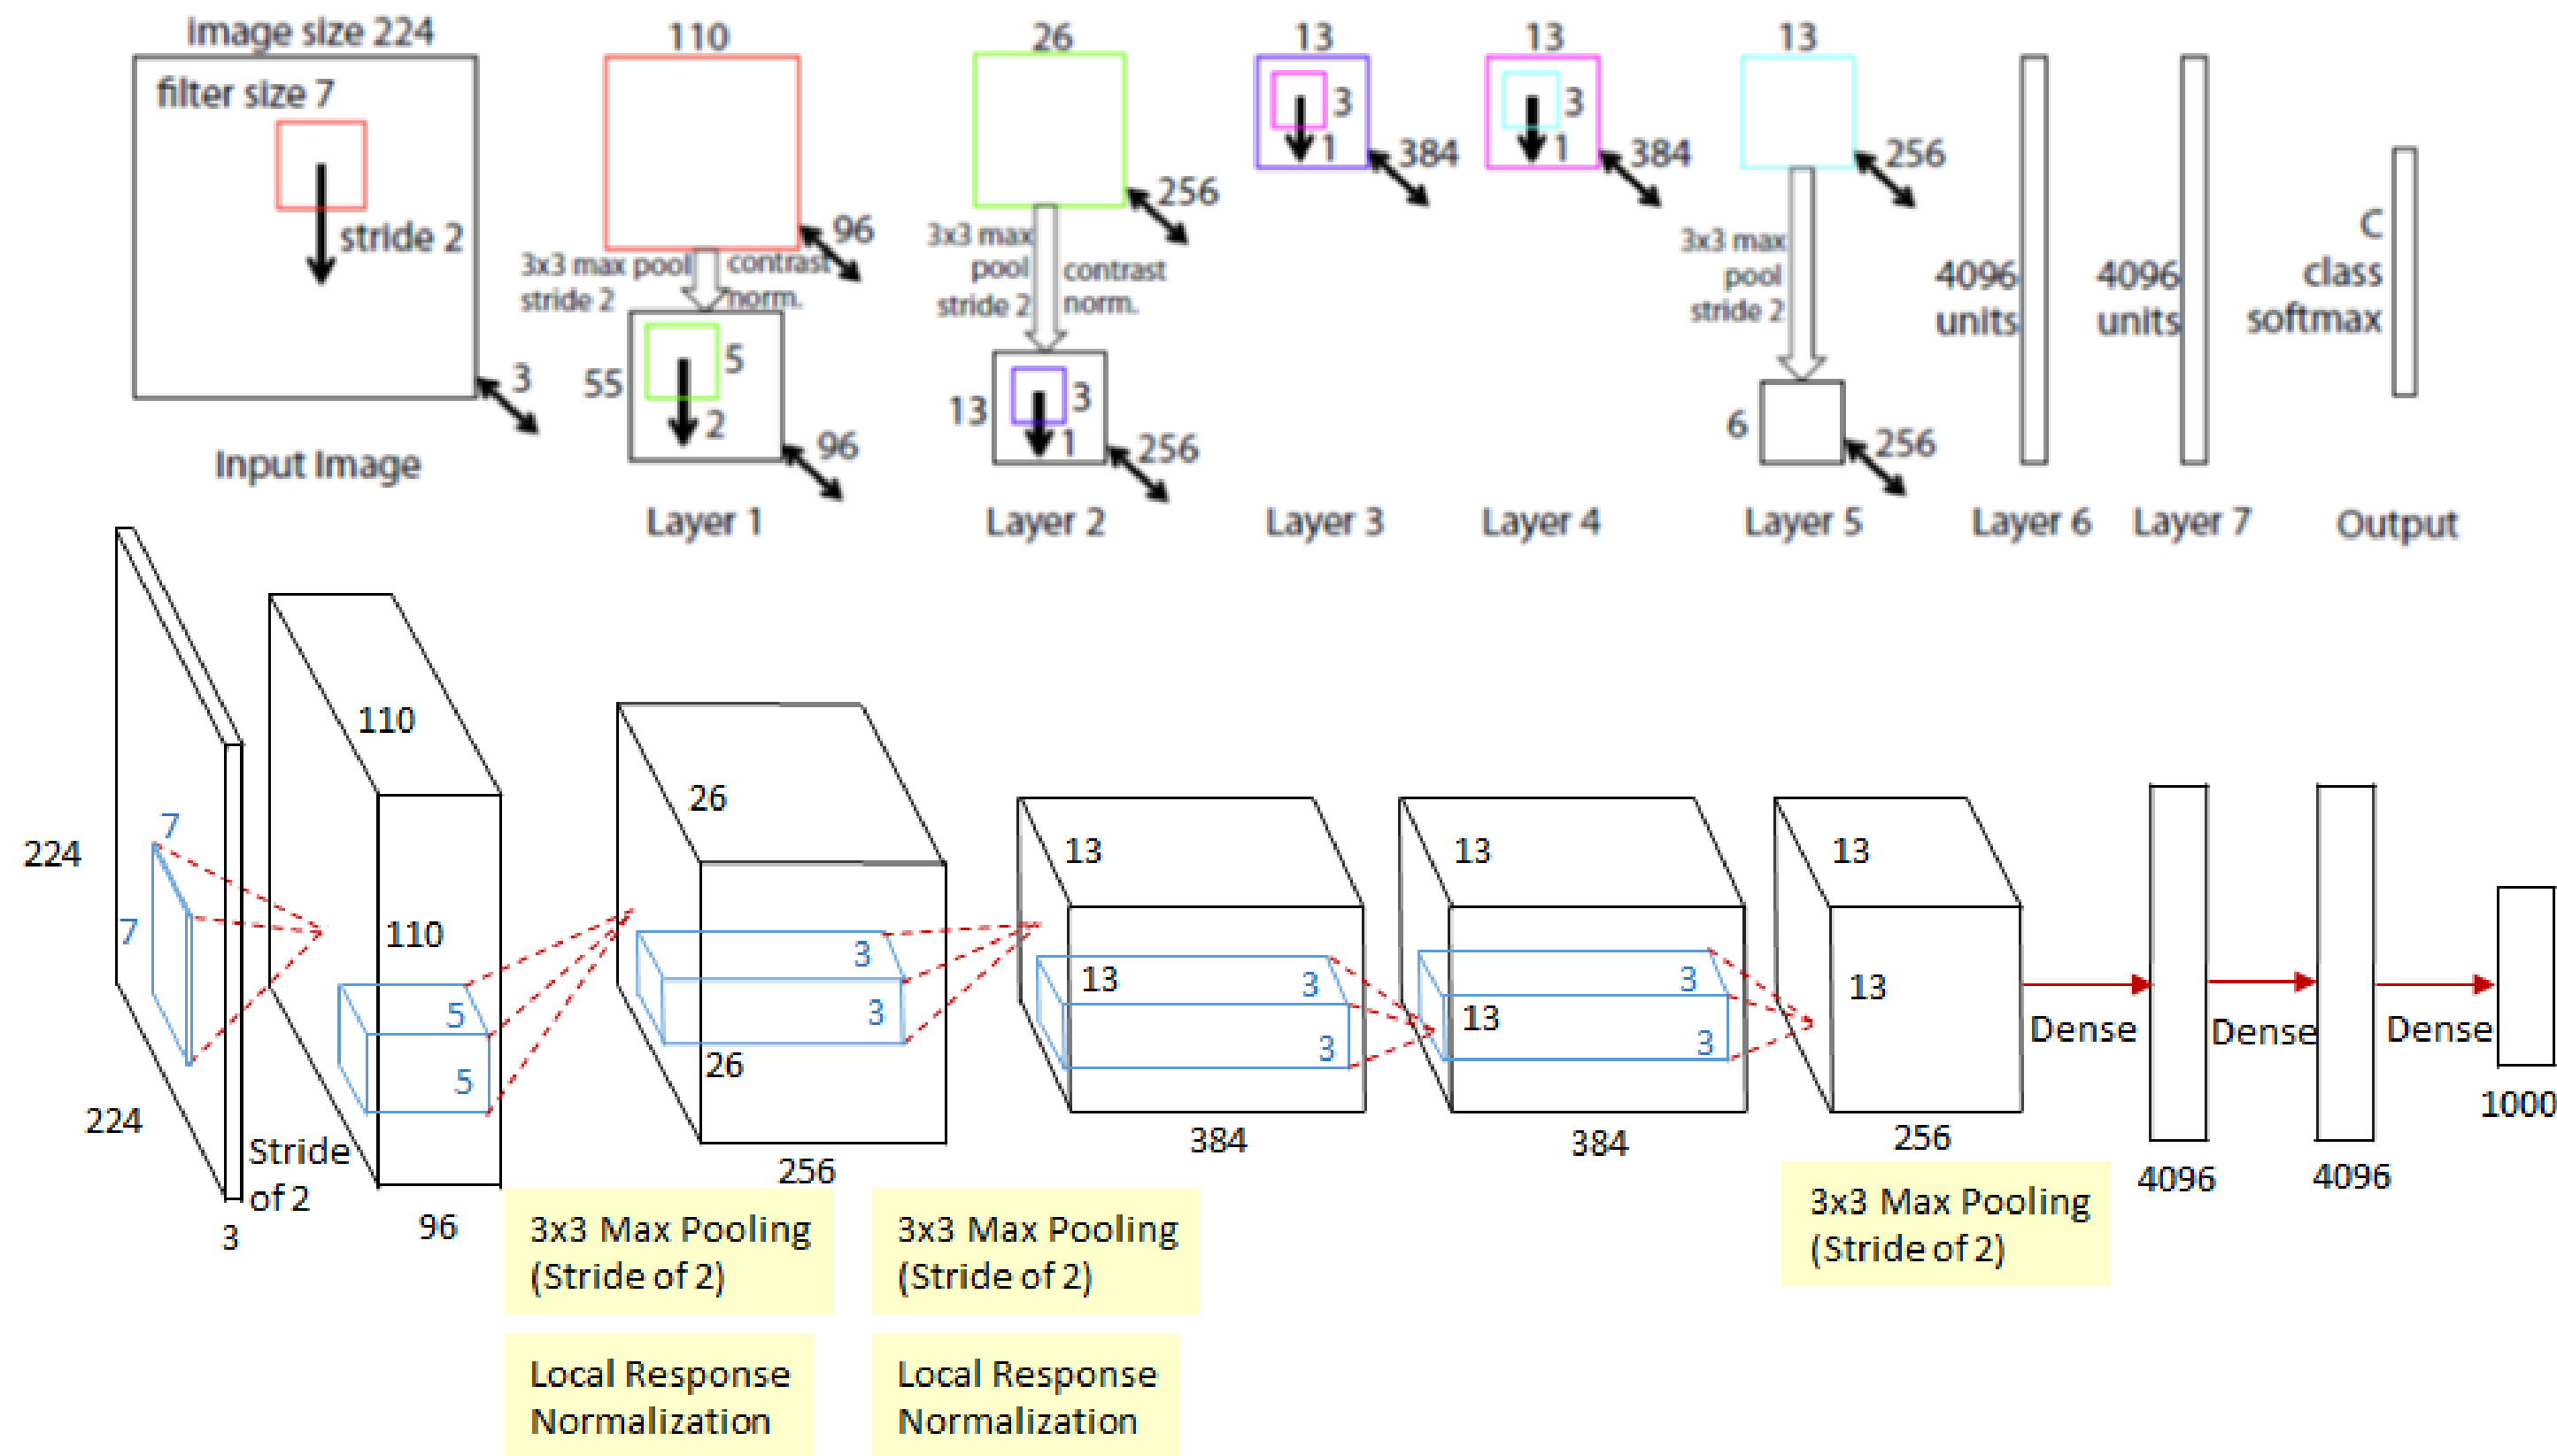 image size 224
filter size 7
stride 2
3
Input Image
110
96
3x3 max pool
stride 2
contrast
norm.
55
5
2
96
Layer 1
26
256
3x3 max
pool
stride 2
contrast
norm.
13
3
1
256
Layer 2
13
3
1
384
Layer 3
13
3
1
384
Layer 4
13
256
3x3 max
pool
stride 2
6
256
Layer 5
4096
units
Layer 6
4096
units
Layer 7
C
class
softmax
Output
224
7
7
224
Stride
of 2
3
110
110
5
5
96
3x3 Max Pooling
(Stride of 2)
Local Response
Normalization
26
3
3
26
256
3x3 Max Pooling
(Stride of 2)
Local Response
Normalization
13
13
3
3
384
13
3
13
3
384
13
13
256
3x3 Max Pooling
(Stride of 2)
Dense
4096
Dense
4096
Dense
1000